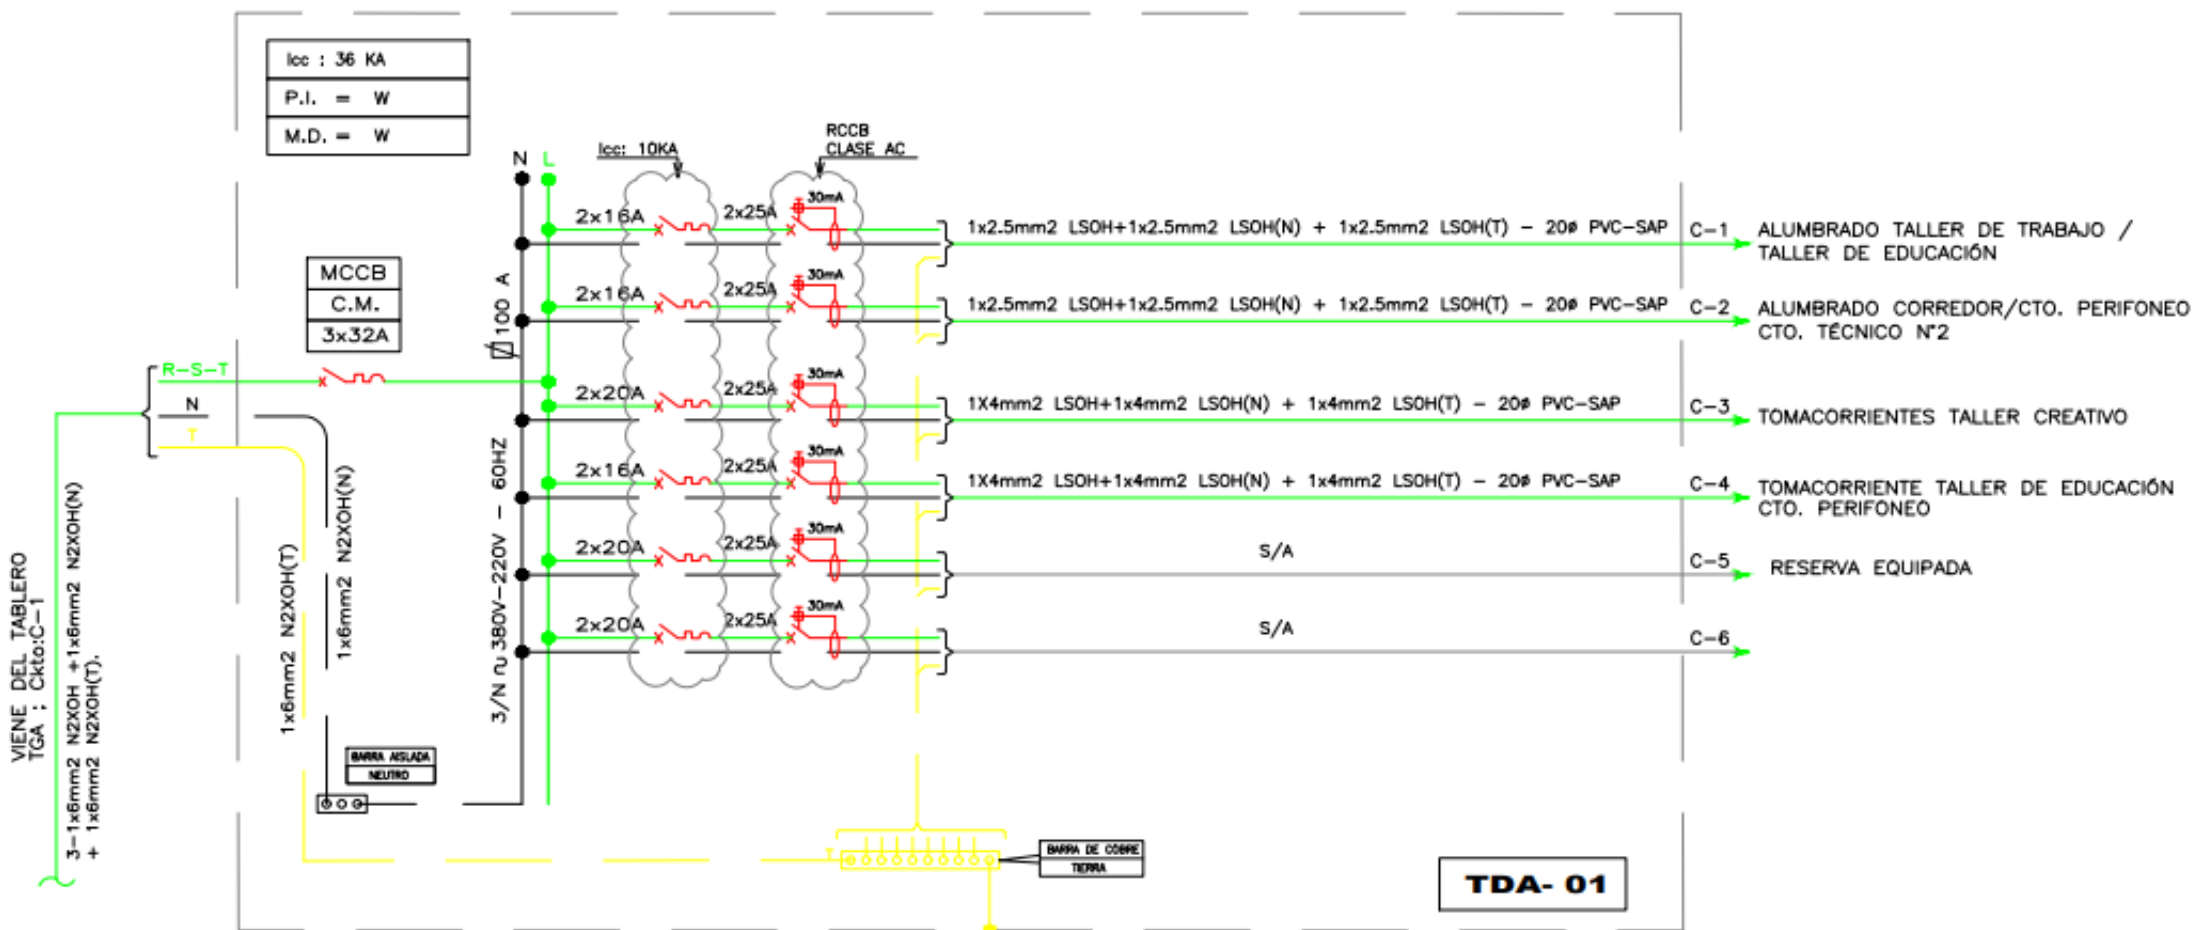 Icc : 36 KA
P.I. = W
M.D. = W
MCCB
C.M.
3x32A
R-S-T
N
T
VIENE DEL TABLERO
TGA ; Ckto:C-1
3-1x6mm2 N2XOH +1x6mm2 N2XOH(N)
+ 1x6mm2 N2XOH(T).
1x6mm2 N2XOH(T)
1x6mm2 N2XOH(N)
BARRA AISLADA
NEUTRO
N L
100 A
3/N ~ 380V-220V - 60HZ
Icc: 10KA
RCCB
CLASE AC
2x16A 2x25A 30mA
1x2.5mm2 LSOH+1x2.5mm2 LSOH(N) + 1x2.5mm2 LSOH(T) - 20ø PVC-SAP
C-1
ALUMBRADO TALLER DE TRABAJO /
TALLER DE EDUCACIÓN
2x16A 2x25A 30mA
1x2.5mm2 LSOH+1x2.5mm2 LSOH(N) + 1x2.5mm2 LSOH(T) - 20ø PVC-SAP
C-2
ALUMBRADO CORREDOR/CTO. PERIFONEO
CTO. TÉCNICO N°2
2x20A 2x25A 30mA
1X4mm2 LSOH+1x4mm2 LSOH(N) + 1x4mm2 LSOH(T) - 20ø PVC-SAP
C-3
TOMACORRIENTES TALLER CREATIVO
2x16A 2x25A 30mA
1X4mm2 LSOH+1x4mm2 LSOH(N) + 1x4mm2 LSOH(T) - 20ø PVC-SAP
C-4
TOMACORRIENTE TALLER DE EDUCACIÓN
CTO. PERIFONEO
2x20A 2x25A 30mA
S/A
C-5
RESERVA EQUIPADA
2x20A 2x25A 30mA
S/A
C-6
T
BARRA DE COBRE
TIERRA
TDA- 01